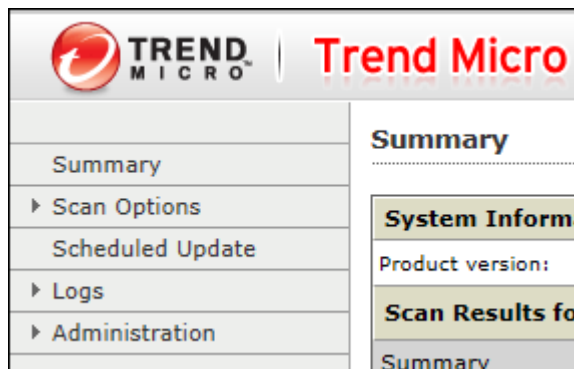 TREND MICRO™ Trend Micro
Summary
Summary
Scan Options
Scheduled Update
Logs
Administration
System Inform
Product version:
Scan Results fo
Summary